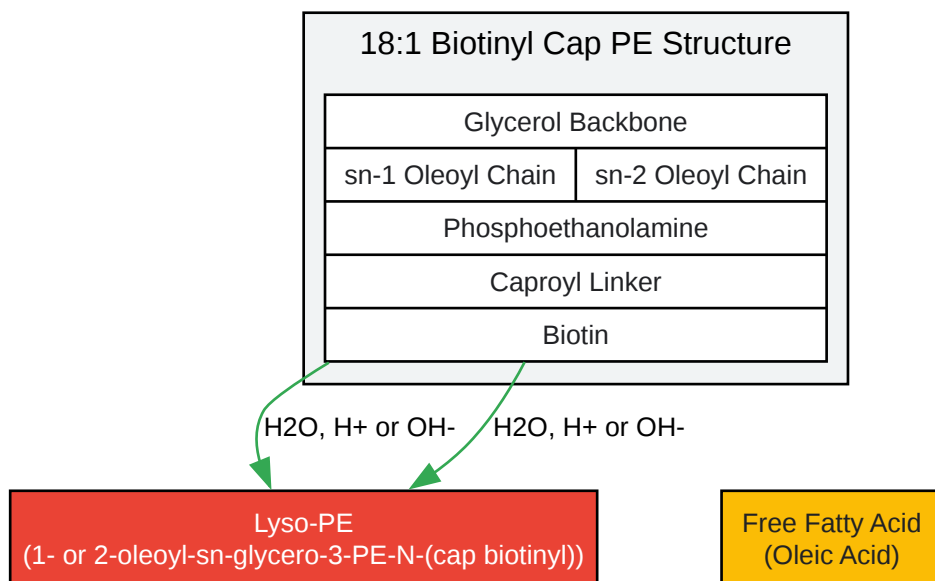 18:1 Biotinyl Cap PE Structure
Glycerol Backbone
sn-1 Oleoyl Chain
sn-2 Oleoyl Chain
Phosphoethanolamine
Caproyl Linker
Biotin
H2O, H+ or OH-
H2O, H+ or OH-
Lyso-PE
(1- or 2-oleoyl-sn-glycero-3-PE-N-(cap biotinyl))
Free Fatty Acid
(Oleic Acid)